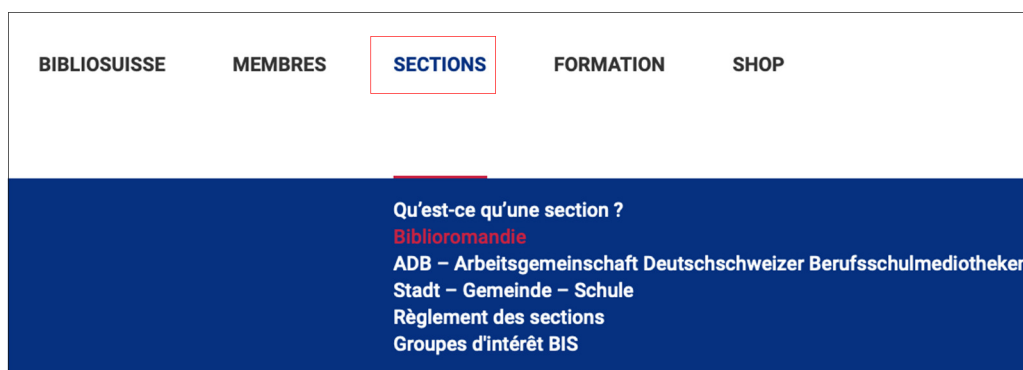 BIBLIOSUISSE MEMBRES SECTIONS FORMATION SHOP
Qu’est-ce qu’une section ?
Biblioromandie
ADB – Arbeitsgemeinschaft Deutschschweizer Berufsschulmediotheken
Stadt – Gemeinde – Schule
Règlement des sections
Groupes d'intérêt BIS